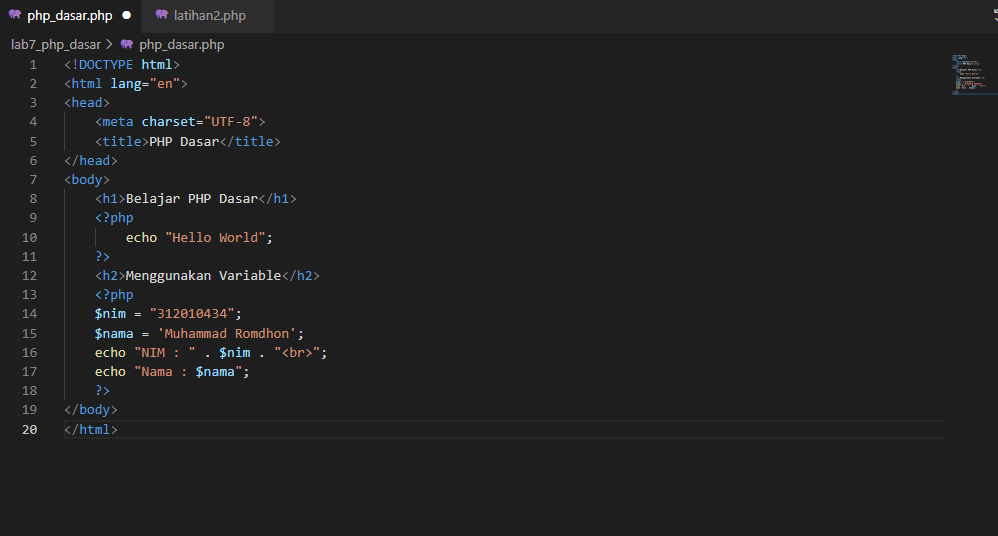 php_dasar.php latihan2.php
lab7_php_dasar > php_dasar.php
1 <!DOCTYPE html>
2 <html lang="en">
3 <head>
4     <meta charset="UTF-8">
5     <title>PHP Dasar</title>
6 </head>
7 <body>
8     <h1>Belajar PHP Dasar</h1>
9     <?php
10         echo "Hello World";
11     ?>
12     <h2>Menggunakan Variable</h2>
13     <?php
14     $nim = "312010434";
15     $nama = 'Muhammad Romdhon';
16     echo "NIM : " . $nim . "<br>";
17     echo "Nama : $nama";
18     ?>
19 </body>
20 </html>